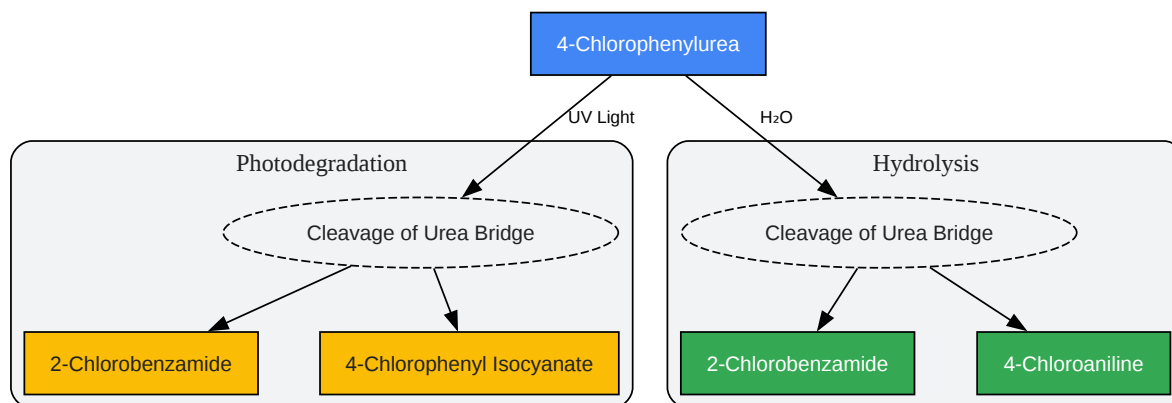 4-Chlorophenylurea
UV Light
H₂O
Photodegradation
Hydrolysis
Cleavage of Urea Bridge
Cleavage of Urea Bridge
2-Chlorobenzamide
4-Chlorophenyl Isocyanate
2-Chlorobenzamide
4-Chloroaniline